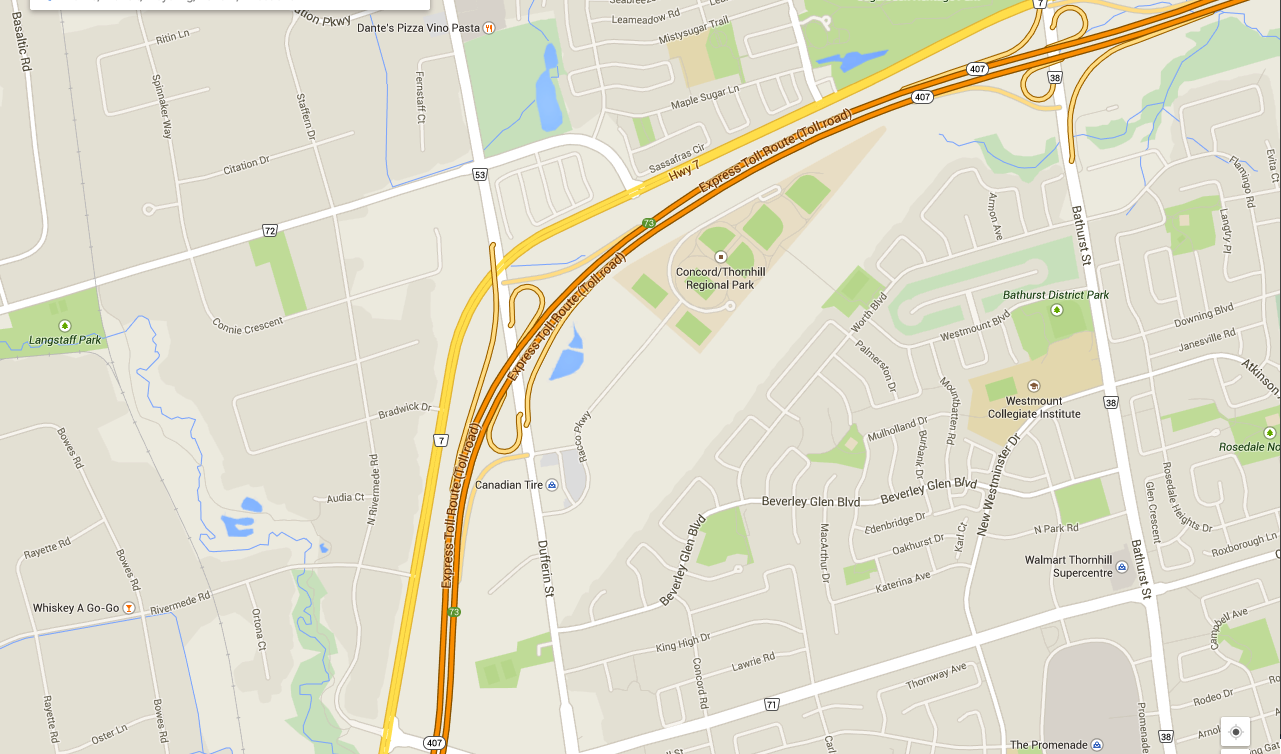 7
ution Pkwy
Leameadow Rd
Dante's Pizza Vino Pasta
Mistysugar Trail
Basaltic Rd
Ritin Ln
407
38
Spinnaker Way
Staffern Dr
Fernstaff Ct
Maple Sugar Ln
407
Express Toll Route (Toll road)
Sassafras Cir
Hwy 7
Citation Dr
53
Flamingo Rd
Evita Ct
Armon Ave
Langtry Pl
Bathurst St
72
73
Concord/Thornhill
Regional Park
Express Toll Route (Toll road)
Bathurst District Park
Worth Blvd
Westmount Blvd
Downing Blvd
Langstaff Park
Connie Crescent
Janesville Rd
Palmerston Dr
Atkinson
Mountbatten Rd
Westmount
Collegiate Institute
38
Bradwick Dr
Mulholland Dr
Racco Pkwy
Burbank Dr
7
Rosedale No
Bowes Rd
New Westminster Dr
Express Toll Route (Toll road)
Canadian Tire
N Rivermede Rd
Audia Ct
Beverley Glen Blvd
Beverley Glen Blvd
Rosedale Heights Dr
Glen Crescent
Edenbridge Dr
Karl Cr
N Park Rd
Oakhurst Dr
Roxborough Ln
Rayette Rd
Dufferin St
MacArthur Dr
Beverley Glen Blvd
Bathurst St
Walmart Thornhill
Supercentre
Bowes Rd
Katerina Ave
Whiskey A Go-Go
Rivermede Rd
73
Campbell Ave
Ortona Ct
King High Dr
Lawrie Rd
Concord Rd
Thornway Ave
Rodeo Dr
71
Rayette Rd
Bowes Rd
Oster Ln
Promenade
38
407
The Promenade